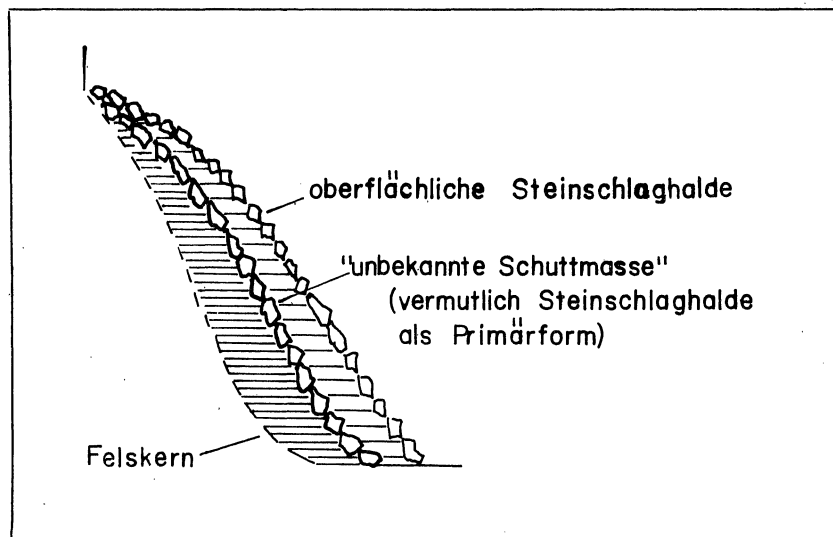 oberflächliche Steinschlaghalde
"unbekannte Schuttmasse"
(vermutlich Steinschlaghalde
als Primärform)
Felskern